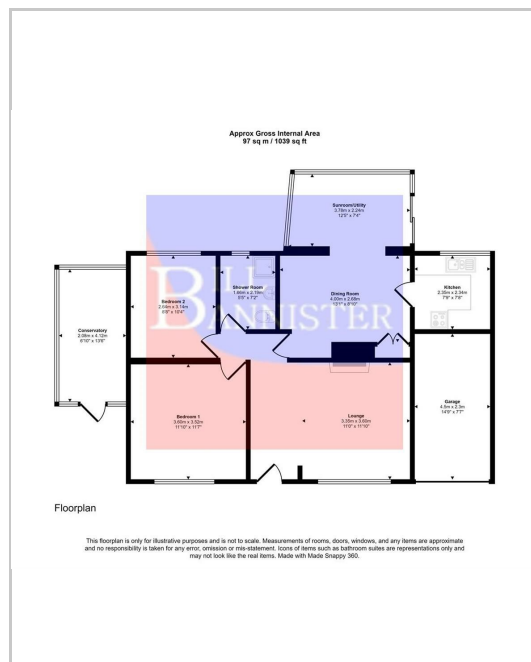 Approx Gross Internal Area
97 sq m / 1039 sq ft
Sunroom/Utility
3.78m x 2.24m
12'5" x 7'4"
Shower Room
1.96m x 2.19m
6'5" x 7'2"
Dining Room
4.00m x 2.68m
13'1" x 8'10"
Kitchen
2.35m x 2.34m
7'9" x 7'8"
Bedroom 2
2.64m x 3.14m
8'8" x 10'4"
BILL
BANNISTER
Conservatory
2.08m x 4.12m
6'10" x 13'6"
Bedroom 1
3.60m x 3.52m
11'10" x 11'7"
Lounge
3.35m x 3.60m
11'0" x 11'10"
Garage
4.5m x 2.3m
14'9" x 7'7"
Floorplan
This floorplan is only for illustrative purposes and is not to scale. Measurements of rooms, doors, windows, and any items are approximate
and no responsibility is taken for any error, omission or mis-statement. Icons of items such as bathroom suites are representations only and
may not look like the real items. Made with Made Snappy 360.